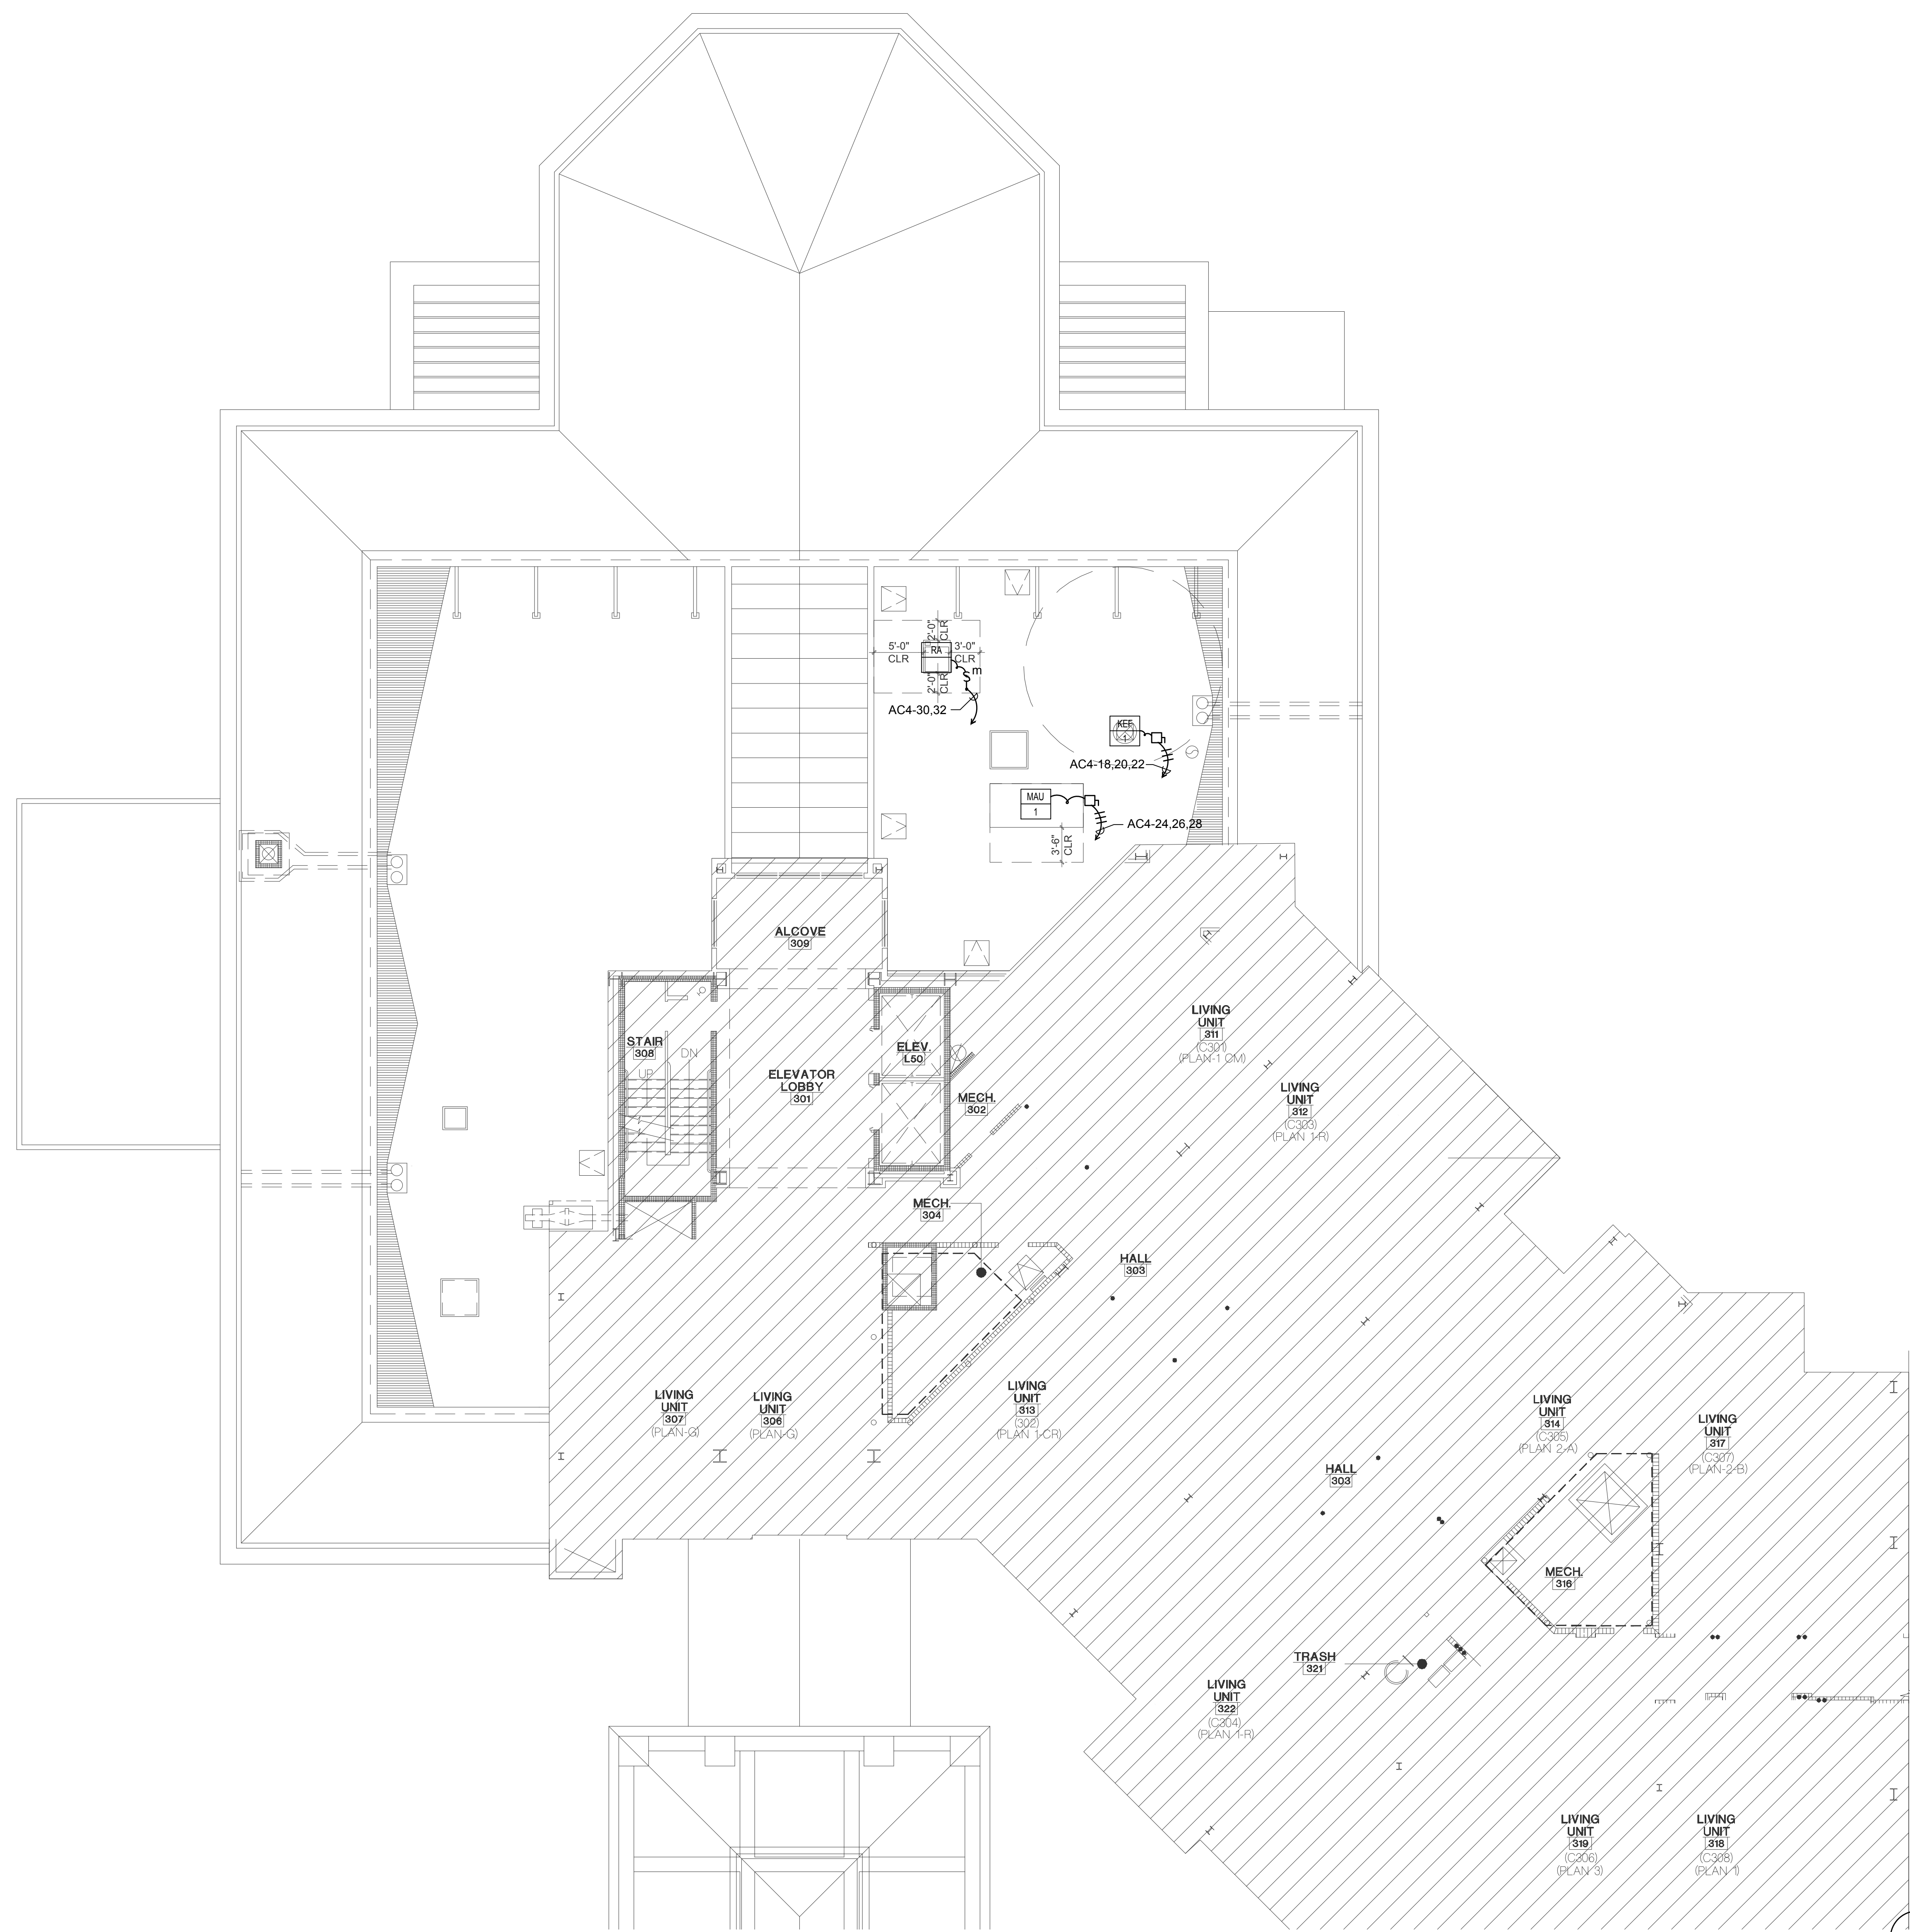 2'-0"
CLR
5'-0"
CLR
RA
3'-0"
CLR
m
2'-0"
CLR
AC4-30,32
KEF
1
AC4-18,20,22
MAU
1
AC4-24,26,28
3'-6"
CLR
ALCOVE
309
STAIR
308
DN
UP
ELEVATOR
LOBBY
301
ELEV.
L50
MECH.
302
LIVING
UNIT
311
(C301)
(PLAN-1 CM)
LIVING
UNIT
312
(C303)
(PLAN 1-R)
MECH.
304
HALL
303
LIVING
UNIT
307
(PLAN-G)
LIVING
UNIT
306
(PLAN-G)
LIVING
UNIT
313
(302)
(PLAN 1-CR)
LIVING
UNIT
314
(C305)
(PLAN 2-A)
LIVING
UNIT
317
(C307)
(PLAN-2-B)
HALL
303
MECH.
316
TRASH
321
LIVING
UNIT
322
(C304)
(PLAN 1-R)
LIVING
UNIT
319
(C306)
(PLAN 3)
LIVING
UNIT
318
(C308)
(PLAN 1)